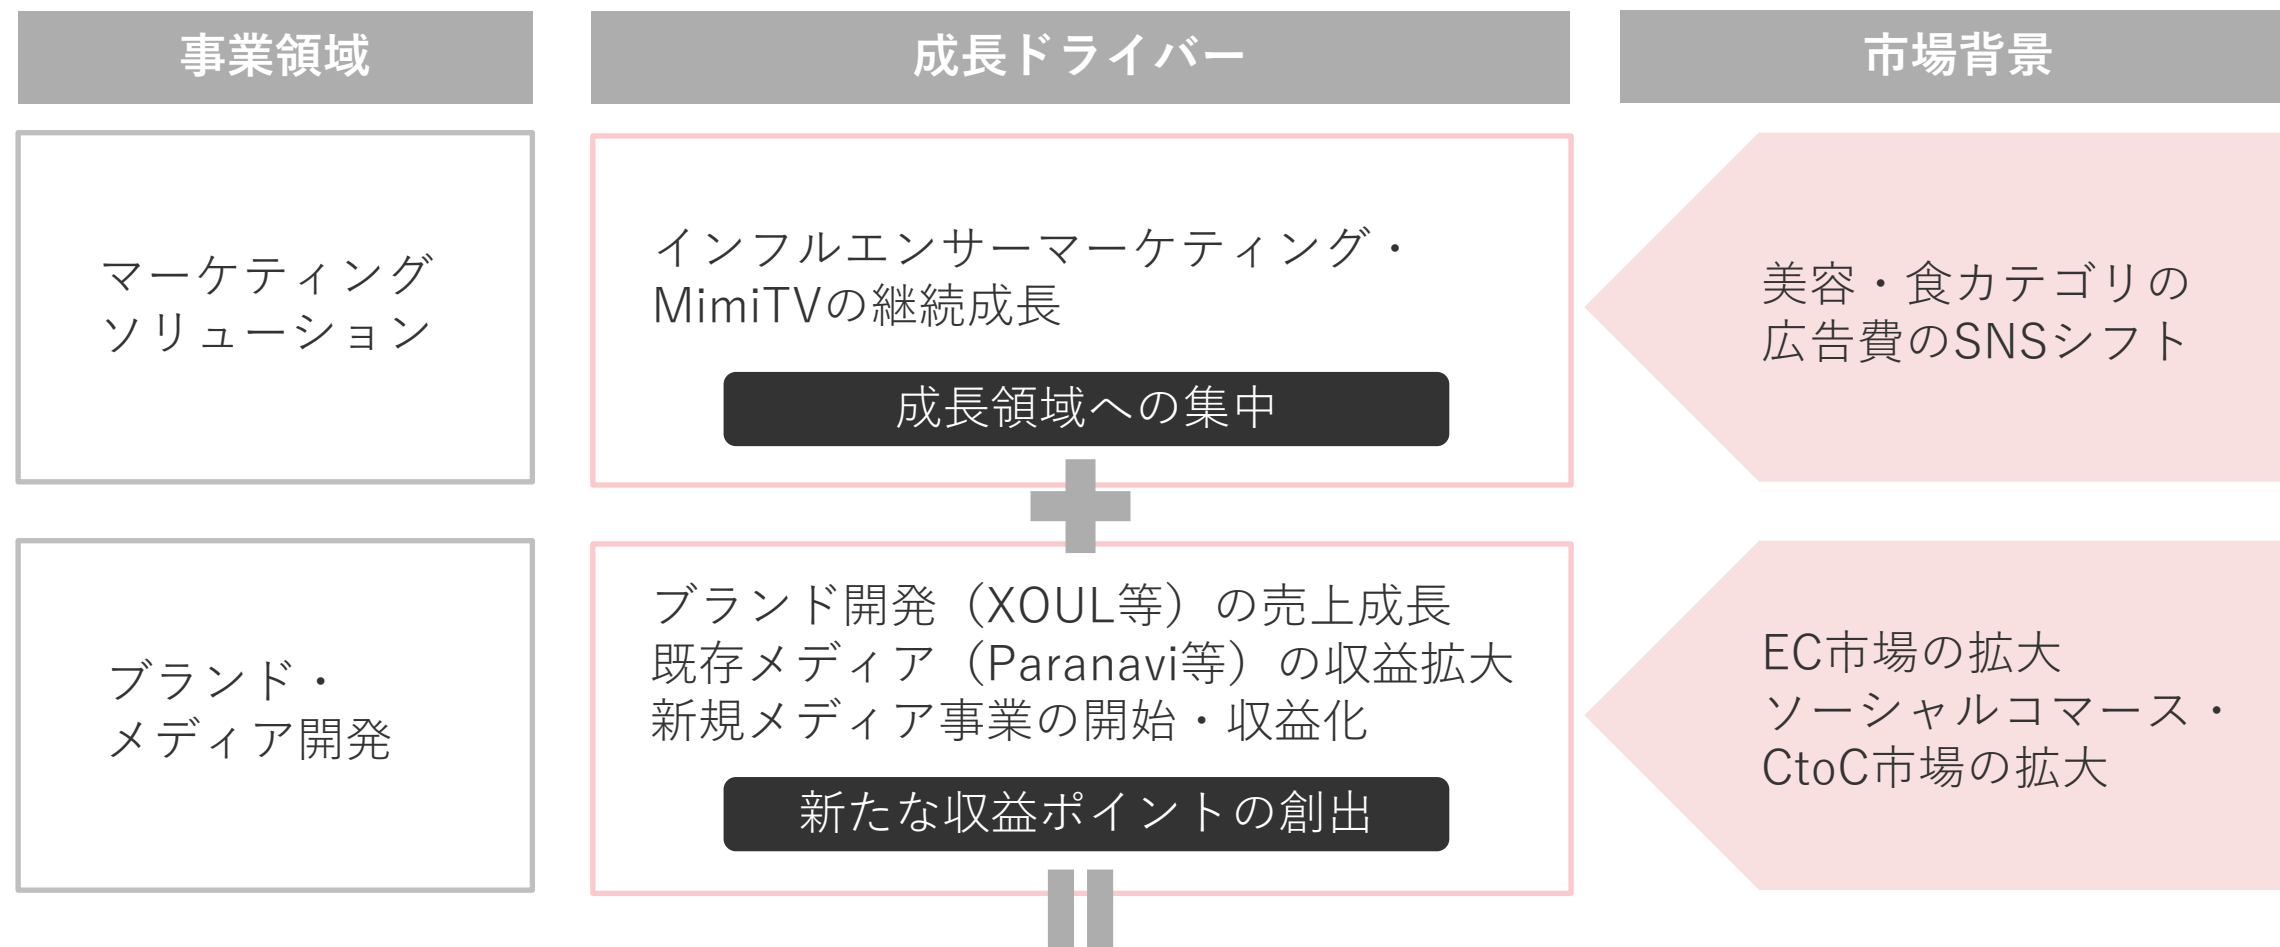 事業領域
成長ドライバー
市場背景
マーケティング
ソリューション
インフルエンサーマーケティング・
MimiTVの継続成長
成長領域への集中
美容・食カテゴリの
広告費のSNSシフト
ブランド・
メディア開発
ブランド開発（XOUL等）の売上成長
既存メディア（Paranavi等）の収益拡大
新規メディア事業の開始・収益化
新たな収益ポイントの創出
EC市場の拡大
ソーシャルコマース・
CtoC市場の拡大